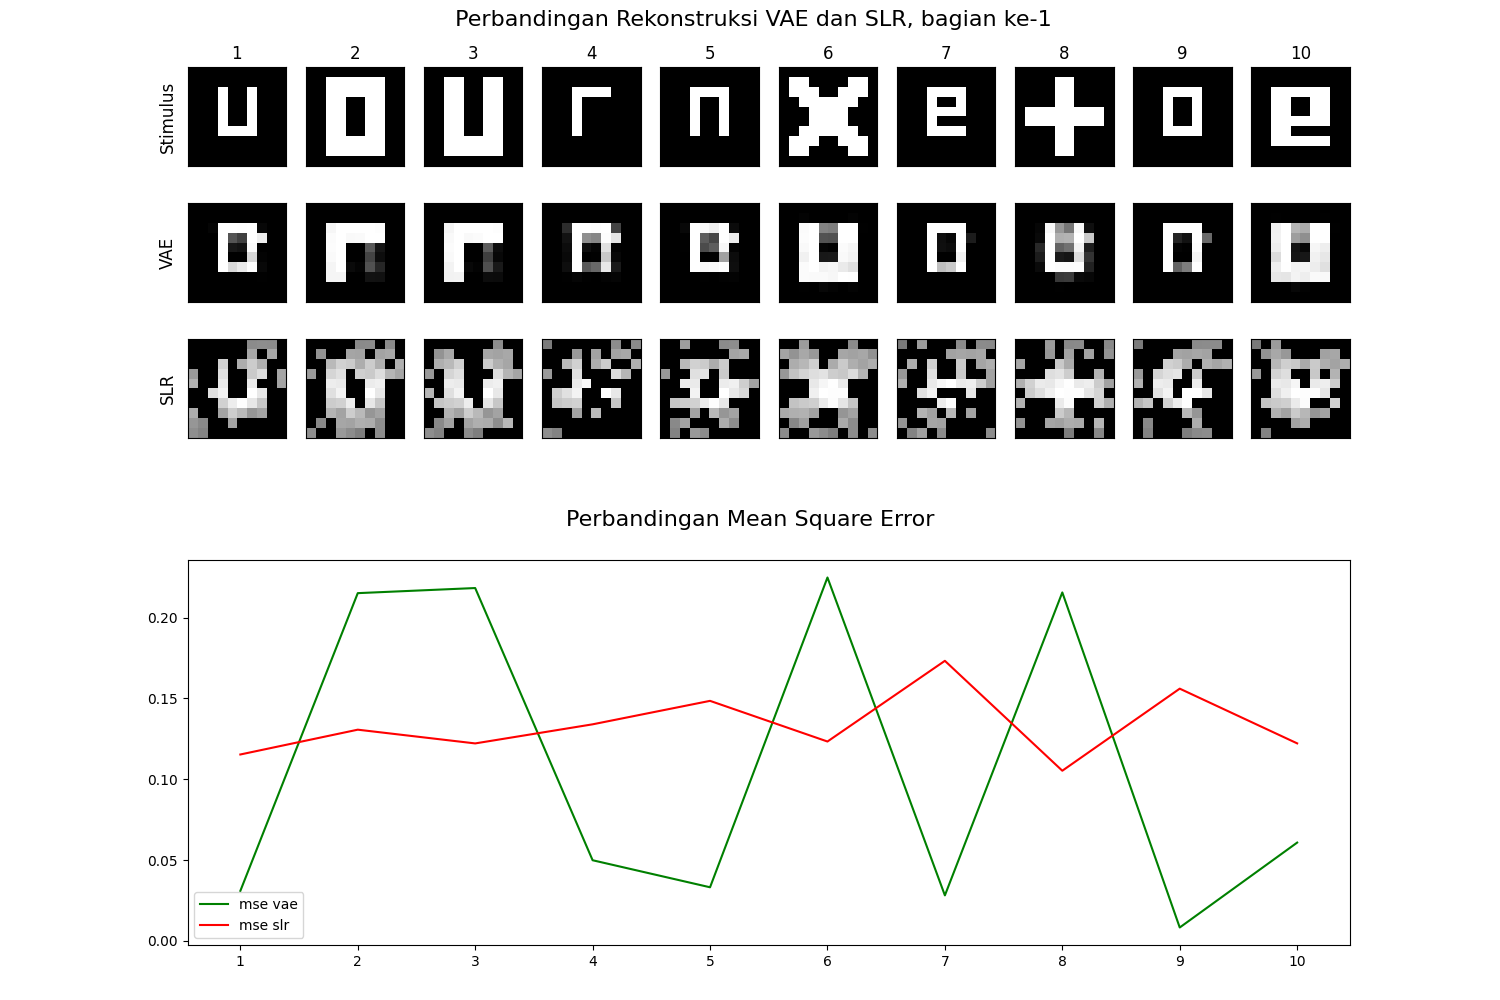 Perbandingan Rekonstruksi VAE dan SLR, bagian ke-1
1 2 3 4 5 6 7 8 9 10
Stimulus
u o u r n x e + o e
VAE
SLR
Perbandingan Mean Square Error
0.20
0.15
0.10
0.05
0.00
mse vae
mse slr
1 2 3 4 5 6 7 8 9 10